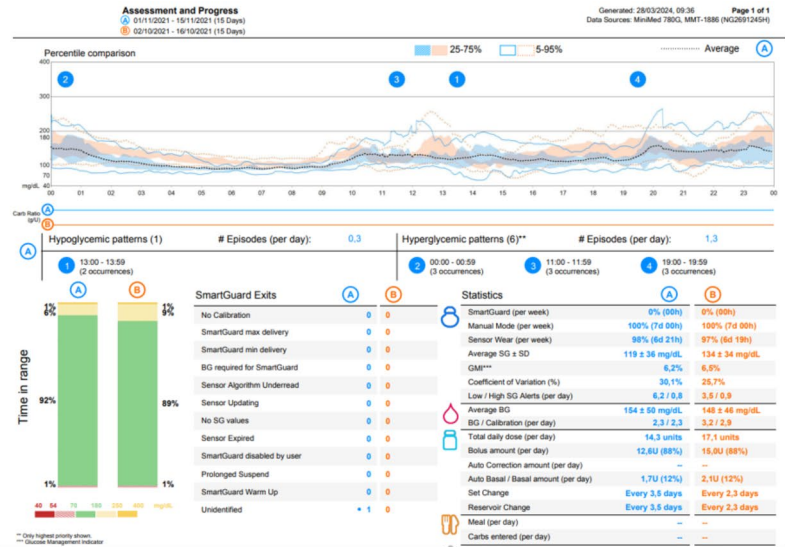 Assessment and Progress
A 01/11/2021 - 15/11/2021 (15 Days)
B 02/10/2021 - 16/10/2021 (15 Days)
Generated: 28/03/2024, 09:36 Page 1 of 1
Data Sources: MiniMed 780G, MMT-1886 (NG2691245H)
Percentile comparison
25-75% 5-95% Average A
400
300
200
180
100
70
mg/dL 40
2 3 1 4
00 01 02 03 04 05 06 07 08 09 10 11 12 13 14 15 16 17 18 19 20 21 22 23 00
Carb Ratio (g/U) A
B
A Hypoglycemic patterns (1) # Episodes (per day): 0,3
1 13:00 - 13:59 (2 occurrences)
Hyperglycemic patterns (6)** # Episodes (per day): 1,3
2 00:00 - 00:59 (3 occurrences)
3 11:00 - 11:59 (3 occurrences)
4 19:00 - 19:59 (3 occurrences)
Time in range
A B
1% 1%
6% 9%
92% 89%
1% 1%
40 54 70 180 250 400 mg/dL
SmartGuard Exits A B
No Calibration 0 0
SmartGuard max delivery 0 0
SmartGuard min delivery 0 0
BG required for SmartGuard 0 0
Sensor Algorithm Underread 0 0
Sensor Updating 0 0
No SG values 0 0
Sensor Expired 0 0
SmartGuard disabled by user 0 0
Prolonged Suspend 0 0
SmartGuard Warm Up 0 0
Unidentified 1 0
Statistics A B
SmartGuard (per week) 0% (00h) 0% (00h)
Manual Mode (per week) 100% (7d 00h) 100% (7d 00h)
Sensor Wear (per week) 98% (6d 21h) 97% (6d 19h)
Average SG ± SD 119 ± 36 mg/dL 134 ± 34 mg/dL
GMI*** 6,2% 6,5%
Coefficient of Variation (%) 30,1% 25,7%
Low / High SG Alerts (per day) 6,2 / 0,8 3,5 / 0,9
Average BG 154 ± 50 mg/dL 148 ± 46 mg/dL
BG / Calibration (per day) 2,3 / 2,3 3,2 / 2,9
Total daily dose (per day) 14,3 units 17,1 units
Bolus amount (per day) 12,6U (88%) 15,0U (88%)
Auto Correction amount (per day) -- --
Auto Basal / Basal amount (per day) 1,7U (12%) 2,1U (12%)
Set Change Every 3,5 days Every 2,3 days
Reservoir Change Every 3,5 days Every 2,3 days
Meal (per day) -- --
Carbs entered (per day) -- --
** Only highest priority shown.
*** Glucose Management Indicator